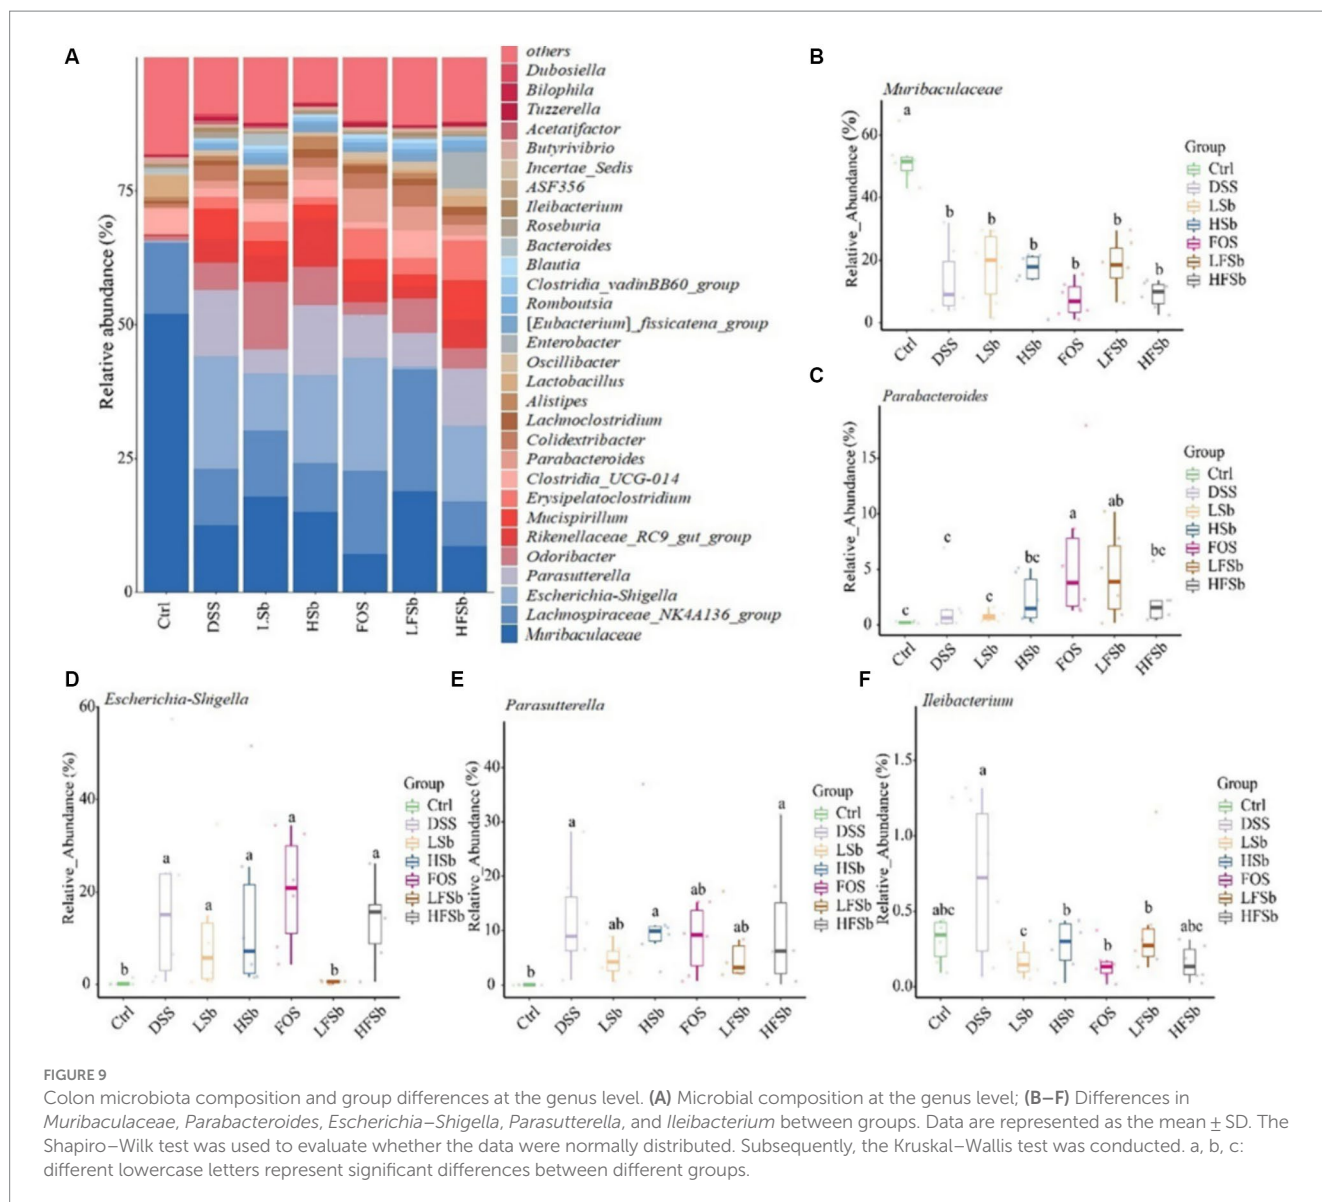 A
Relative abundance (%)
75
50
25
0
Ctrl
DSS
LSb
HSb
FOS
LFSb
HFSb
others
Dubosiella
Bilophila
Tuzzerella
Acetatifactor
Butyrivibrio
Incertae_Sedis
ASF356
Ileibacterium
Roseburia
Bacteroides
Blautia
Clostridia_vadinBB60_group
Romboutsia
[Eubacterium]_fissicatena_group
Enterobacter
Oscillibacter
Lactobacillus
Alistipes
Lachnoclostridium
Colidextribacter
Parabacteroides
Clostridia_UCG-014
Erysipelatoclostridium
Mucispirillum
Rikenellaceae_RC9_gut_group
Odoribacter
Parasutterella
Escherichia-Shigella
Lachnospiraceae_NK4A136_group
Muribaculaceae
B
Muribaculaceae
Relative_Abundance (%)
60
40
20
0
a
b
b
b
b
b
b
Ctrl
DSS
LSb
HSb
FOS
LFSb
HFSb
Group
Ctrl
DSS
LSb
HSb
FOS
LFSb
HFSb
C
Parabacteroides
Relative_Abundance (%)
15
10
5
0
c
c
c
bc
a
ab
bc
Ctrl
DSS
LSb
HSb
FOS
LFSb
HFSb
Group
Ctrl
DSS
LSb
HSb
FOS
LFSb
HFSb
D
Escherichia-Shigella
Relative_Abundance (%)
60
40
20
0
b
a
a
a
a
b
a
Ctrl
DSS
LSb
HSb
FOS
LFSb
HFSb
Group
Ctrl
DSS
LSb
HSb
FOS
LFSb
HFSb
E
Parasutterella
Relative_Abundance (%)
40
30
20
10
0
b
a
ab
a
ab
ab
a
Ctrl
DSS
LSb
HSb
FOS
LFSb
HFSb
Group
Ctrl
DSS
LSb
HSb
FOS
LFSb
HFSb
F
Ileibacterium
Relative_Abundance (%)
1.5
1.0
0.5
0.0
abc
a
c
b
b
b
abc
Ctrl
DSS
LSb
HSb
FOS
LFSb
HFSb
Group
Ctrl
DSS
LSb
HSb
FOS
LFSb
HFSb
FIGURE 9
Colon microbiota composition and group differences at the genus level. (A) Microbial composition at the genus level; (B–F) Differences in
Muribaculaceae, Parabacteroides, Escherichia–Shigella, Parasutterella, and Ileibacterium between groups. Data are represented as the mean ± SD. The
Shapiro–Wilk test was used to evaluate whether the data were normally distributed. Subsequently, the Kruskal–Wallis test was conducted. a, b, c:
different lowercase letters represent significant differences between different groups.